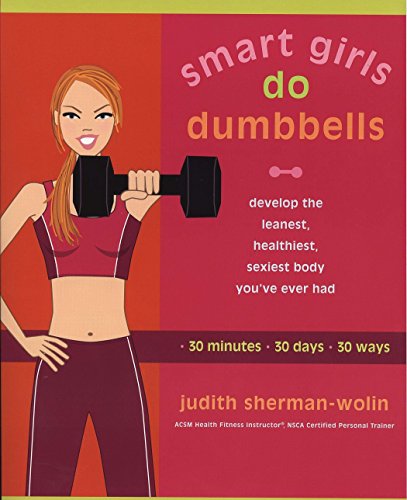 smart girls
do
dumbbells
develop the
leanest,
healthiest,
sexiest body
you've ever had
· 30 minutes · 30 days · 30 ways
judith sherman-wolin
ACSM Health Fitness Instructor®, NSCA Certified Personal Trainer